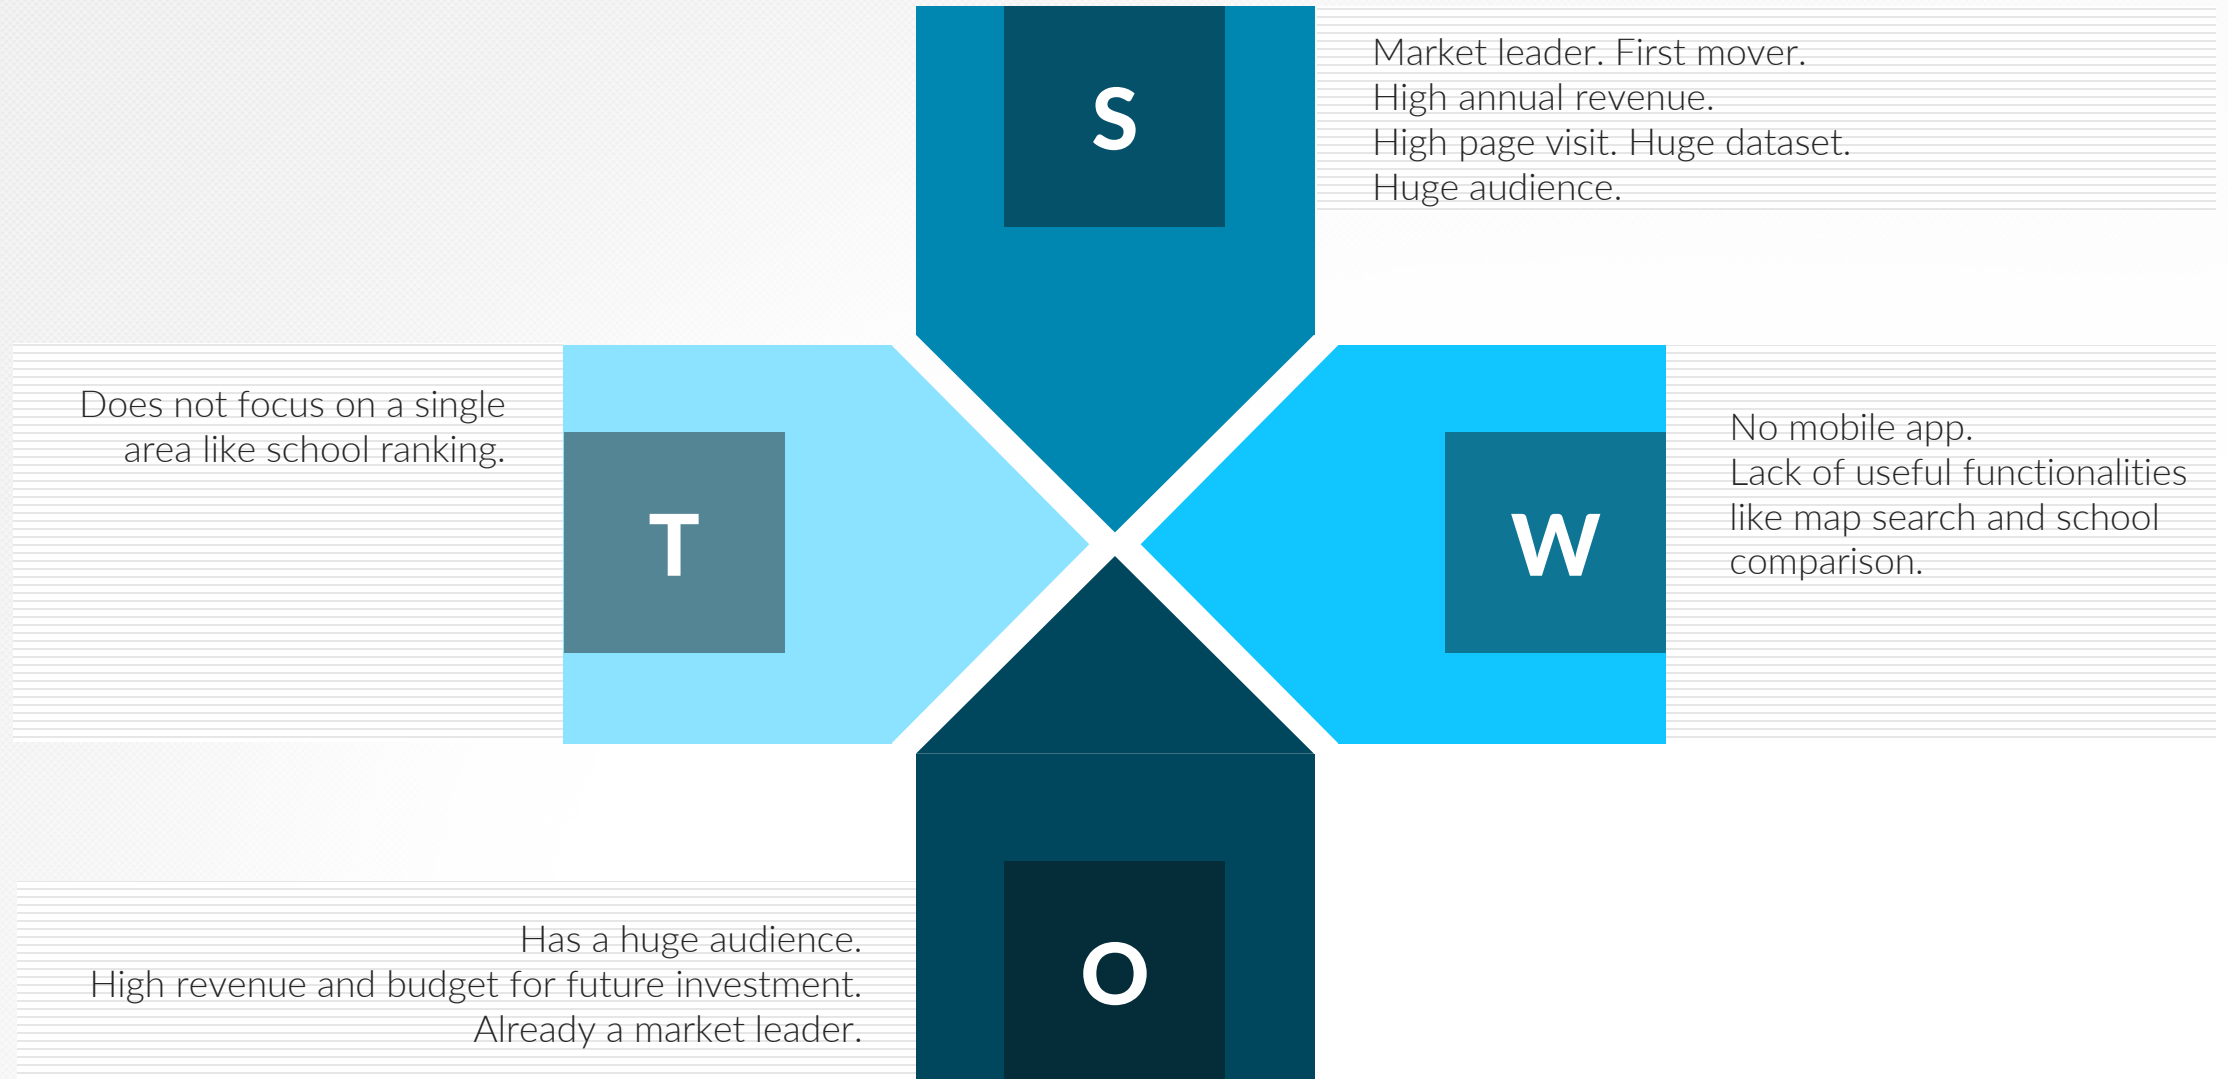 S
Market leader. First mover.
High annual revenue.
High page visit. Huge dataset.
Huge audience.
Does not focus on a single
area like school ranking.
T
W
No mobile app.
Lack of useful functionalities
like map search and school
comparison.
Has a huge audience.
High revenue and budget for future investment.
Already a market leader.
O